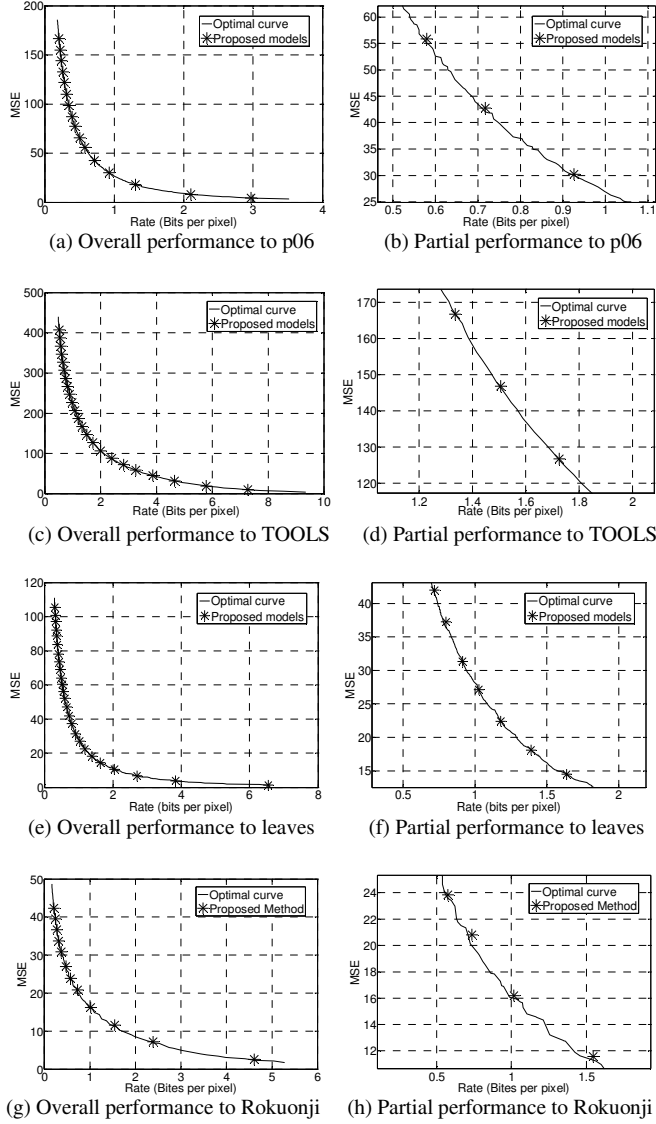 200
150
100
50
0
0 1 2 3 4
MSE
Rate (Bits per pixel)
Optimal curve
Proposed models
(a) Overall performance to p06
60
55
50
45
40
35
30
25
0.5 0.6 0.7 0.8 0.9 1 1.1
MSE
Rate (Bits per pixel)
Optimal curve
Proposed models
(b) Partial performance to p06
500
400
300
200
100
0
0 2 4 6 8 10
MSE
Rate (Bits per pixel)
Optimal curve
Proposed models
(c) Overall performance to TOOLS
170
160
150
140
130
120
1.2 1.4 1.6 1.8 2
MSE
Rate (Bits per pixel)
Optimal curve
Proposed models
(d) Partial performance to TOOLS
120
100
80
60
40
20
0
0 2 4 6 8
MSE
Rate (bits per pixel)
Optimal curve
Proposed models
(e) Overall performance to leaves
40
35
30
25
20
15
0.5 1 1.5 2
MSE
Rate (bits per pixel)
Optimal curve
Proposed models
(f) Partial performance to leaves
50
40
30
20
10
0
0 1 2 3 4 5 6
MSE
Rate (Bites per pixel)
Optimal curve
Proposed Method
(g) Overall performance to Rokuonji
24
22
20
18
16
14
12
0.5 1 1.5
MSE
Rate (Bites per pixel)
Optimal curve
Proposed Method
(h) Partial performance to Rokuonji